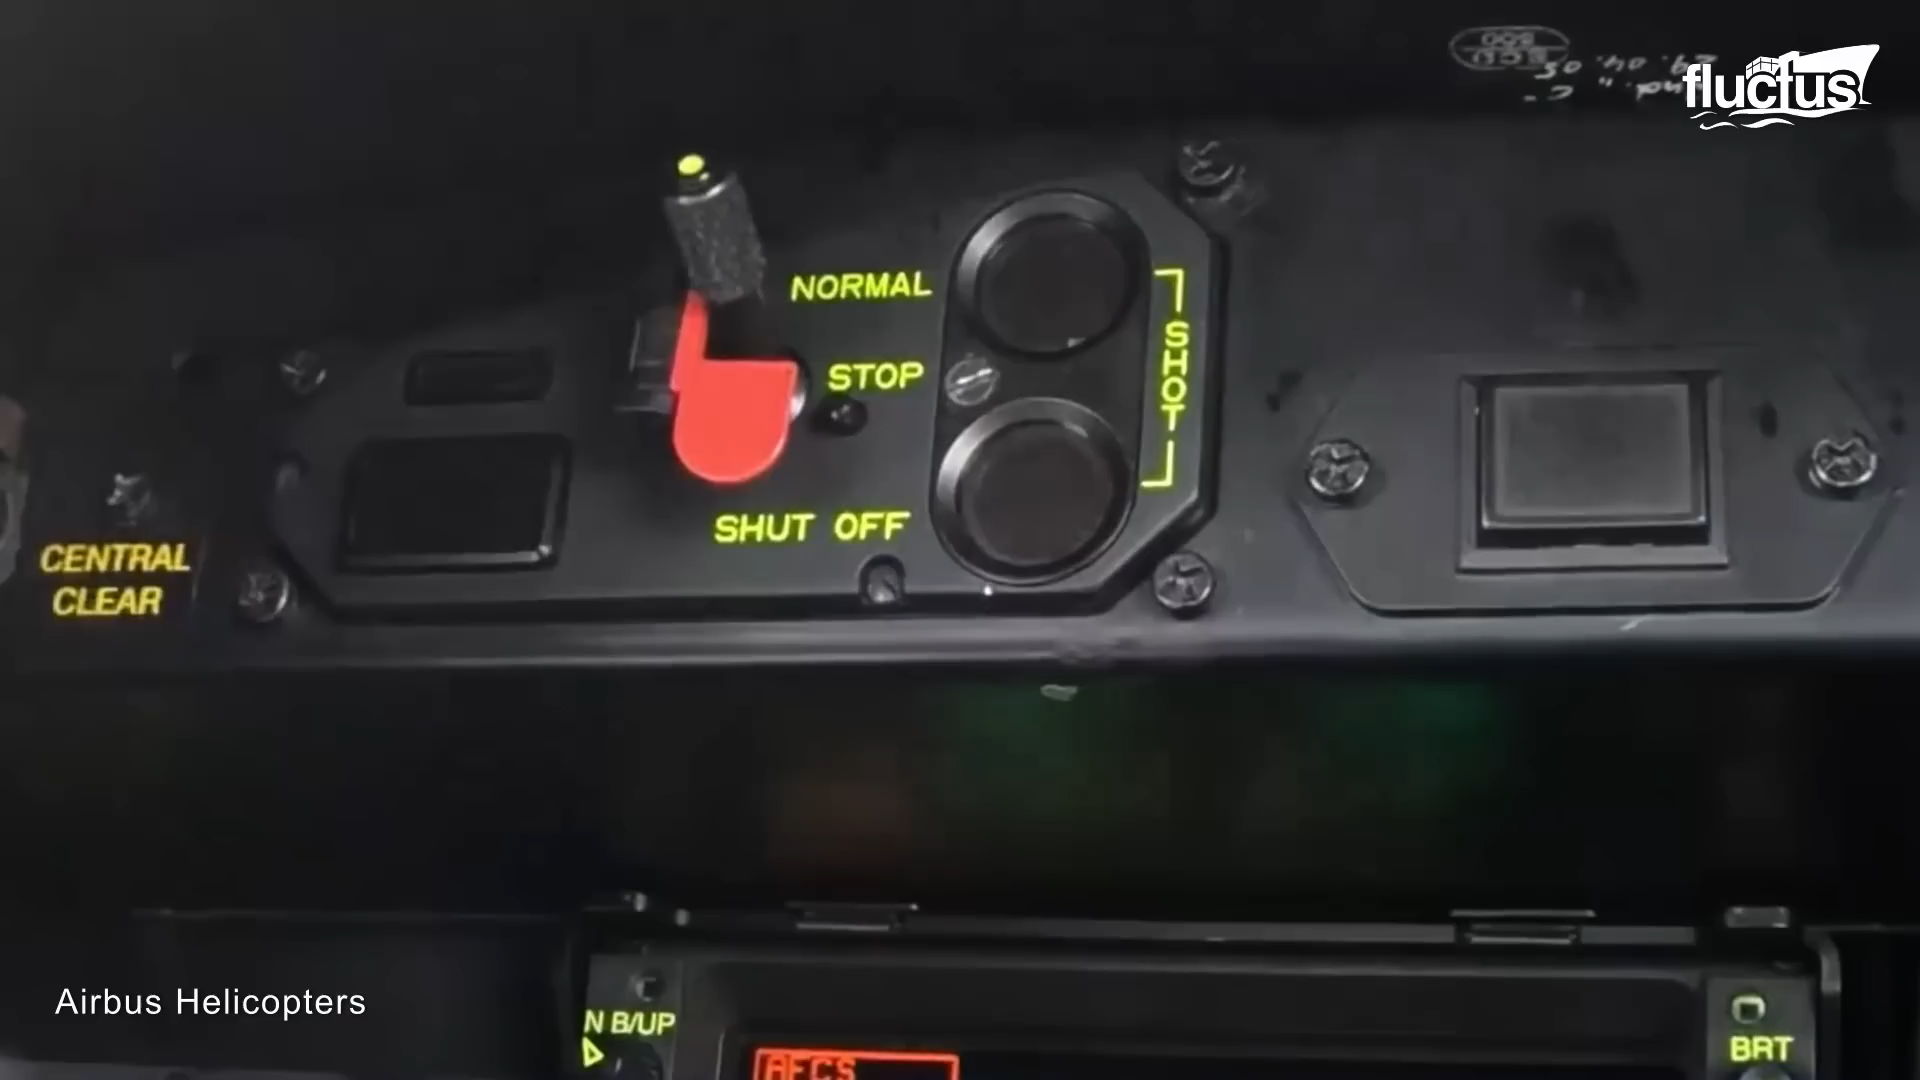 fluctus
NORMAL
STOP
SHUT OFF
SHOT
CENTRAL
CLEAR
Airbus Helicopters
N B/UP
BRT
AFCS